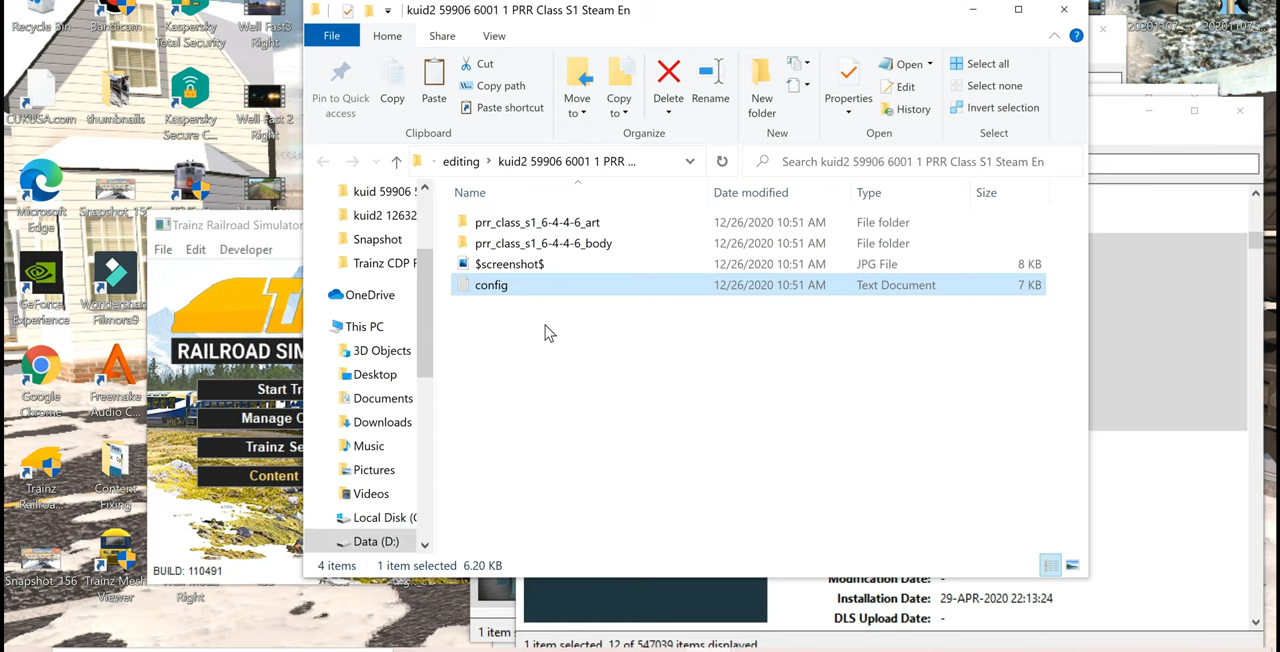 kuid2 59906 6001 1 PRR Class S1 Steam En
File Home Share View
Pin to Quick access
Copy
Paste
Cut
Copy path
Paste shortcut
Clipboard
Move to
Copy to
Delete
Rename
Organize
New folder
New
Properties
Open
Edit
History
Open
Select all
Select none
Invert selection
Select
editing kuid2 59906 6001 1 PRR ...
Search kuid2 59906 6001 1 PRR Class S1 Steam En
Name Date modified Type Size
prr_class_s1_6-4-4-6_art 12/26/2020 10:51 AM File folder
prr_class_s1_6-4-4-6_body 12/26/2020 10:51 AM File folder
$screenshot$ 12/26/2020 10:51 AM JPG File 8 KB
config 12/26/2020 10:51 AM Text Document 7 KB
kuid 59906
kuid2 12632
Snapshot
Trainz CDP
OneDrive
This PC
3D Objects
Desktop
Documents
Downloads
Music
Pictures
Videos
Local Disk (
Data (D:)
4 items 1 item selected 6.20 KB
Recycle Bin
Bandicam
Kaspersky Total Security
Well Fast3 Right
CUKUSA.com
thumbnails
Kaspersky Secure C...
Well Fast 2 Right
Microsoft Edge
Snapshot_15
GeForce Experience
Wondershar Filmora9
Google Chrome
Freemake Audio C...
Trainz Railroa...
Content Fixing
Snapshot_156
Trainz Mesh Viewer
Right
Trainz Railroad Simulator
File Edit Developer
RAILROAD SIM
Start Tr
Manage C
Trainz Se
Content
BUILD: 110491
Modification Date: -
Installation Date: 29-APR-2020 22:13:24
DLS Upload Date: -
1 item
1 item selected, 12 of 547039 items displayed